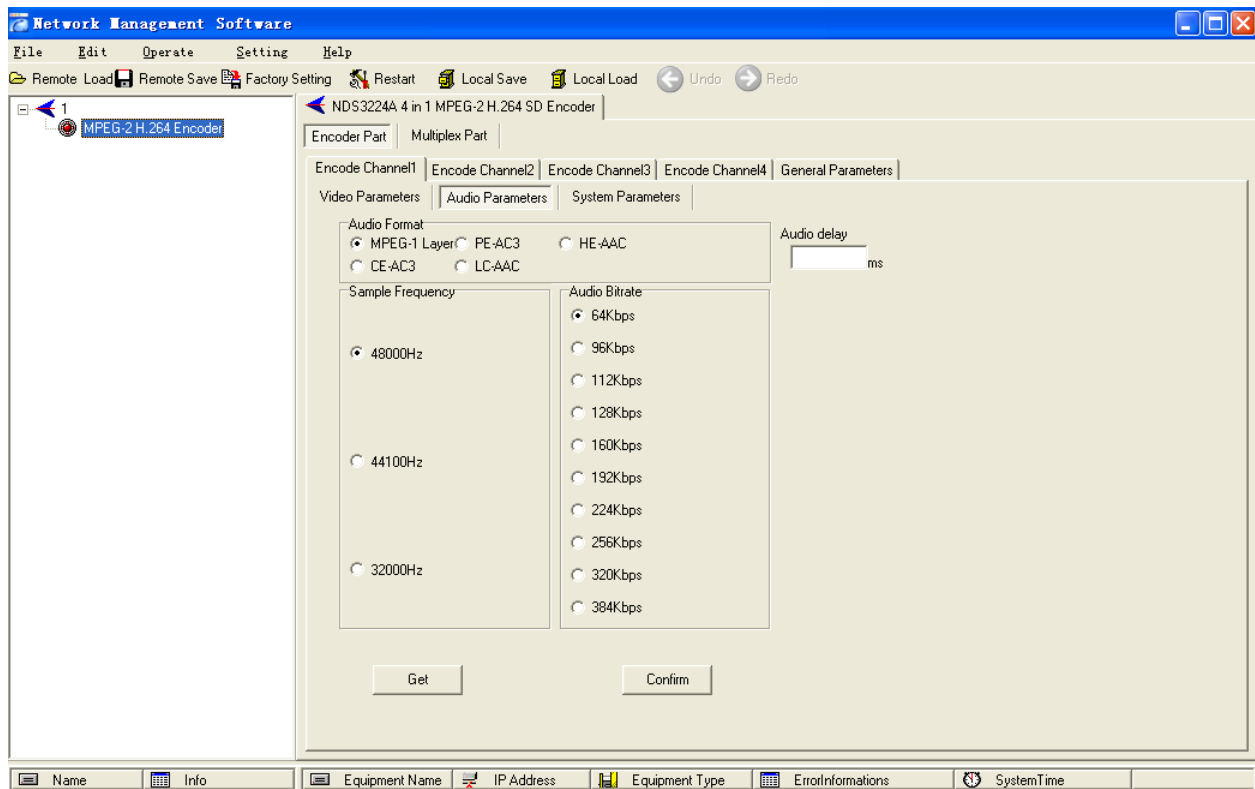 Network Management Software
File Edit Operate Setting Help
Remote Load Remote Save Factory Setting Restart Local Save Local Load Undo Redo
1
MPEG-2 H.264 Encoder
NDS3224A 4 in 1 MPEG-2 H.264 SD Encoder
Encoder Part Multiplex Part
Encode Channel1 Encode Channel2 Encode Channel3 Encode Channel4 General Parameters
Video Parameters Audio Parameters System Parameters
Audio Format
MPEG-1 Layer PE-AC3 HE-AAC
CE-AC3 LC-AAC
Audio delay
ms
Sample Frequency
48000Hz
44100Hz
32000Hz
Audio Bitrate
64Kbps
96Kbps
112Kbps
128Kbps
160Kbps
192Kbps
224Kbps
256Kbps
320Kbps
384Kbps
Get Confirm
Name Info Equipment Name IP Address Equipment Type ErrorInformations SystemTime